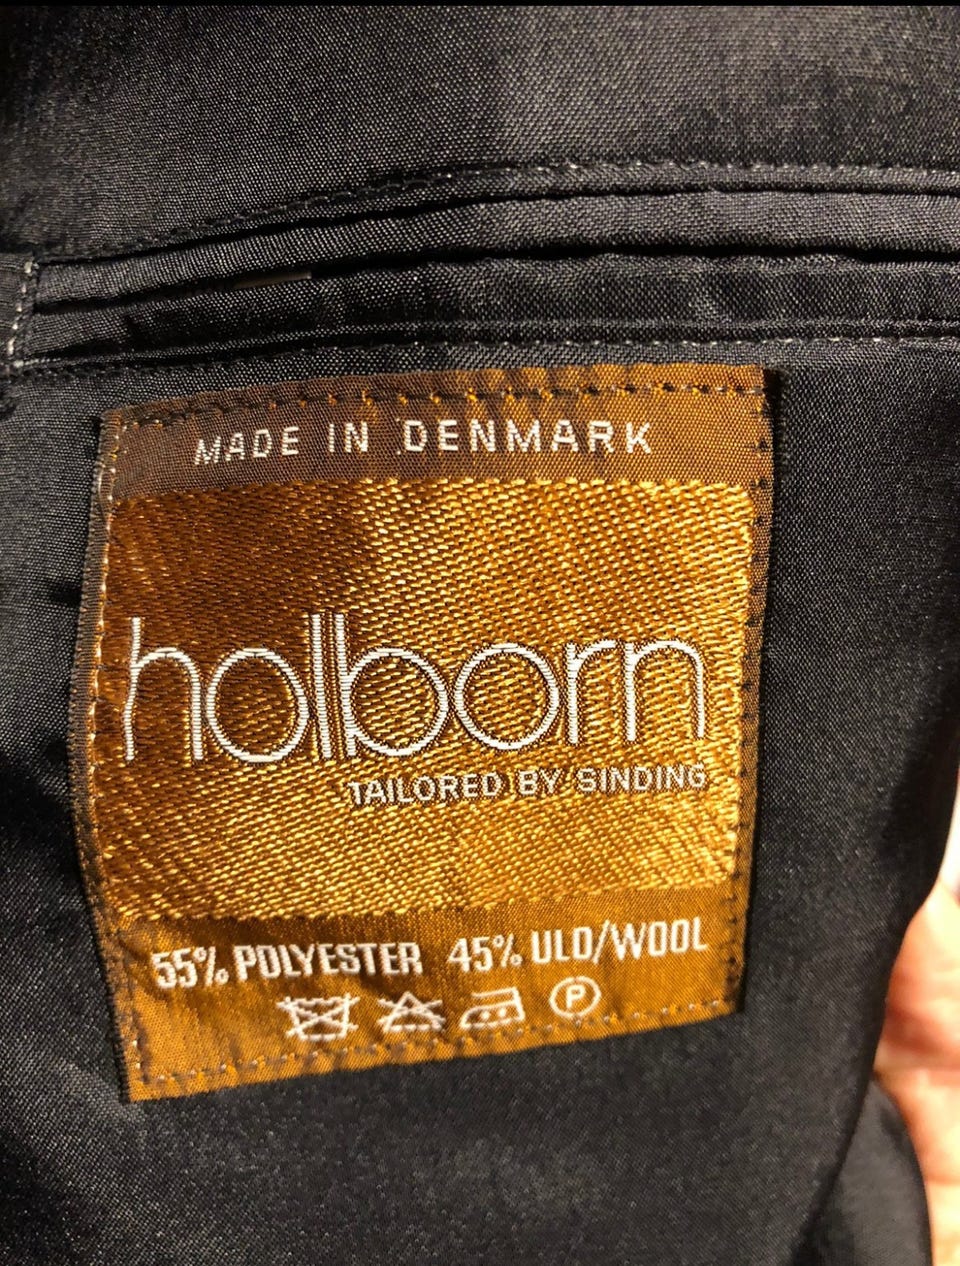 MADE IN DENMARK
holborn
TAILORED BY SINDING
55% POLYESTER 45% ULD/WOOL
P